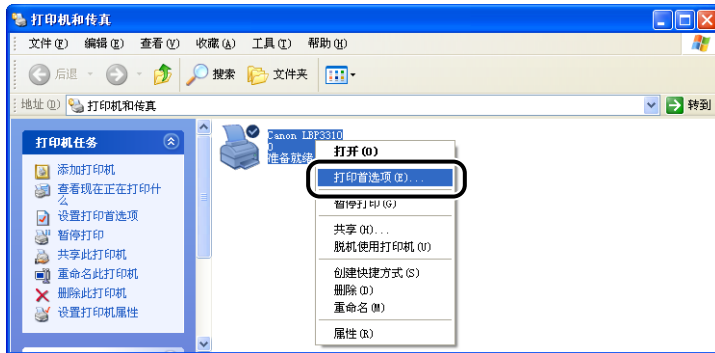 打印机和传真
文件(F) 编辑(E) 查看(V) 收藏(A) 工具(T) 帮助(H)
后退 搜索 文件夹
地址(D) 打印机和传真 转到
打印机任务
添加打印机
查看现在正在打印什
么
设置打印首选项
暂停打印
共享此打印机
重命名此打印机
删除此打印机
设置打印机属性
Canon LBP3310
0
准备就绪
打开(O)
打印首选项(E)...
暂停打印(G)
共享(H)...
脱机使用打印机(U)
创建快捷方式(S)
删除(D)
重命名(M)
属性(R)